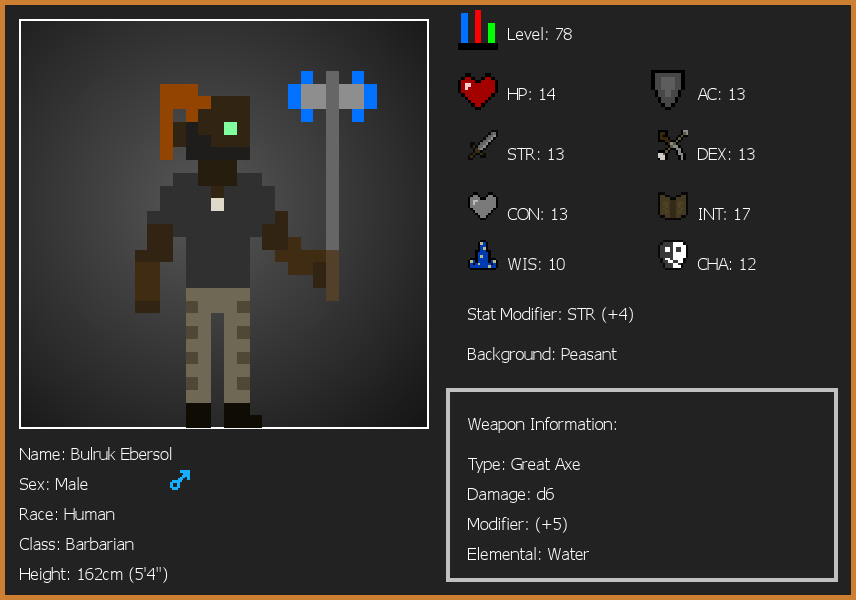 Level: 78
HP: 14
AC: 13
STR: 13
DEX: 13
CON: 13
INT: 17
WIS: 10
CHA: 12
Stat Modifier: STR (+4)
Background: Peasant
Weapon Information:
Type: Great Axe
Damage: d6
Modifier: (+5)
Elemental: Water
Name: Bulruk Ebersol
Sex: Male
Race: Human
Class: Barbarian
Height: 162cm (5'4")